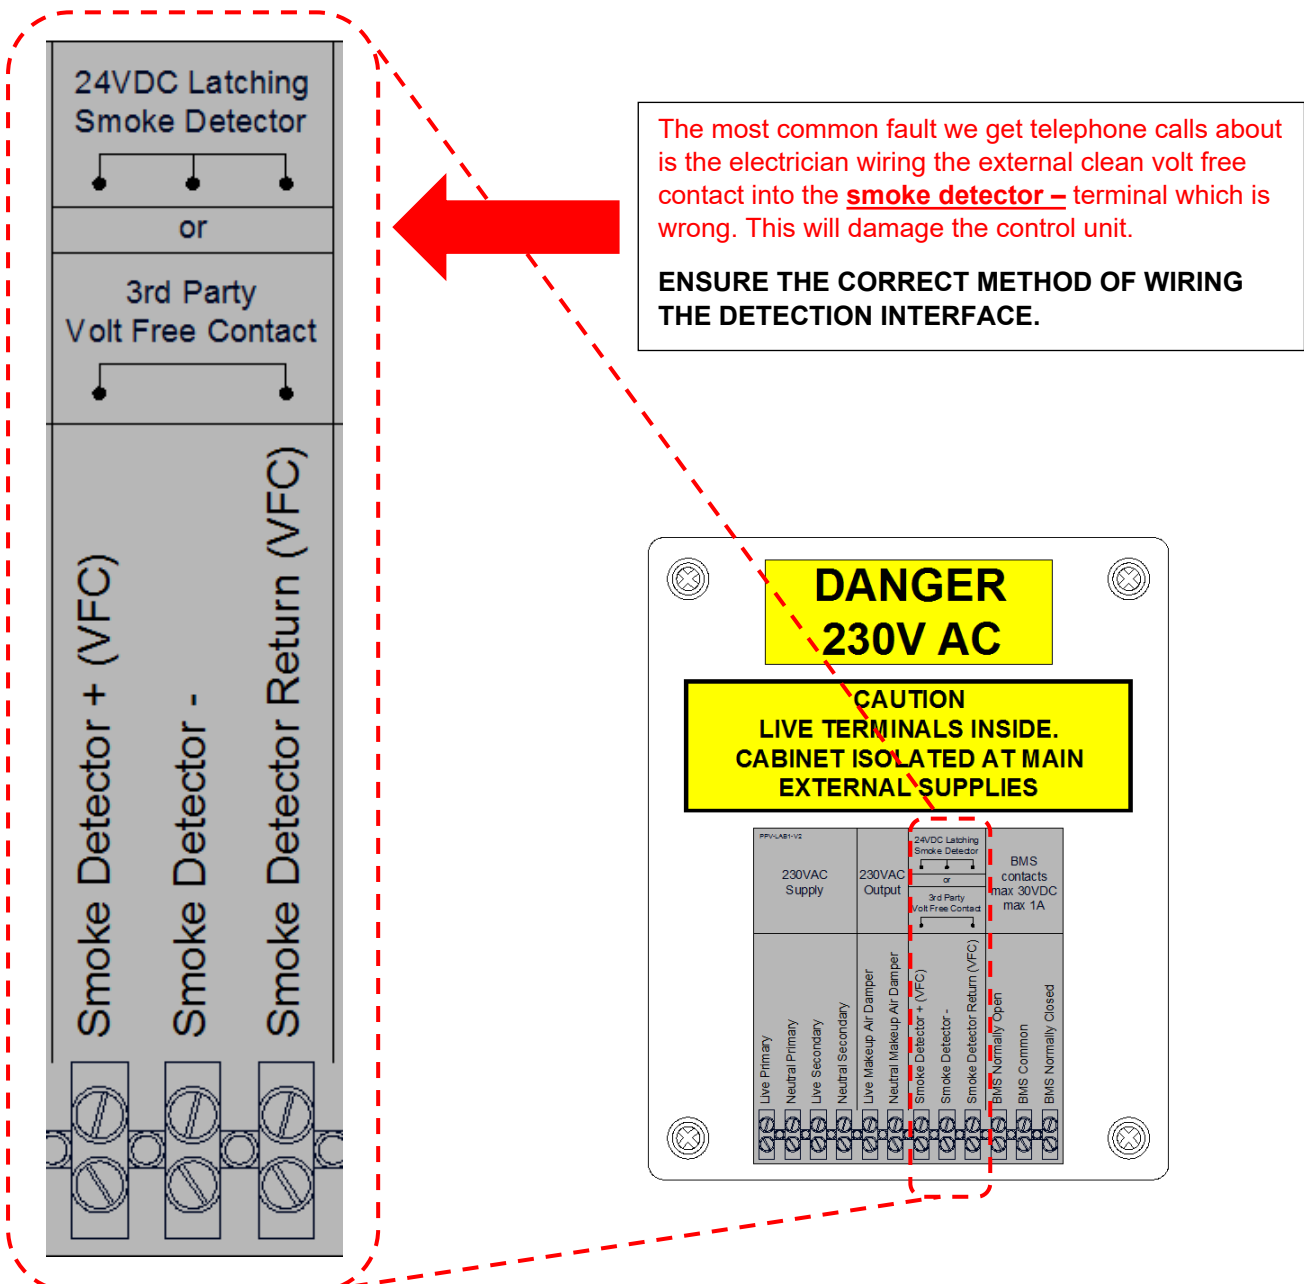 24VDC Latching
Smoke Detector
or
3rd Party
Volt Free Contact
Smoke Detector + (VFC)
Smoke Detector -
Smoke Detector Return (VFC)
The most common fault we get telephone calls about
is the electrician wiring the external clean volt free
contact into the smoke detector – terminal which is
wrong. This will damage the control unit.
ENSURE THE CORRECT METHOD OF WIRING
THE DETECTION INTERFACE.
DANGER
230V AC
CAUTION
LIVE TERMINALS INSIDE.
CABINET ISOLATED AT MAIN
EXTERNAL SUPPLIES
PPV-LAB1-V2
230VAC
Supply
230VAC
Output
24VDC Latching
Smoke Detector
or
3rd Party
Volt Free Contact
BMS
contacts
max 30VDC
max 1A
Live Primary
Neutral Primary
Live Secondary
Neutral Secondary
Live Makeup Air Damper
Neutral Makeup Air Damper
Smoke Detector + (VFC)
Smoke Detector -
Smoke Detector Return (VFC)
BMS Normally Open
BMS Common
BMS Normally Closed